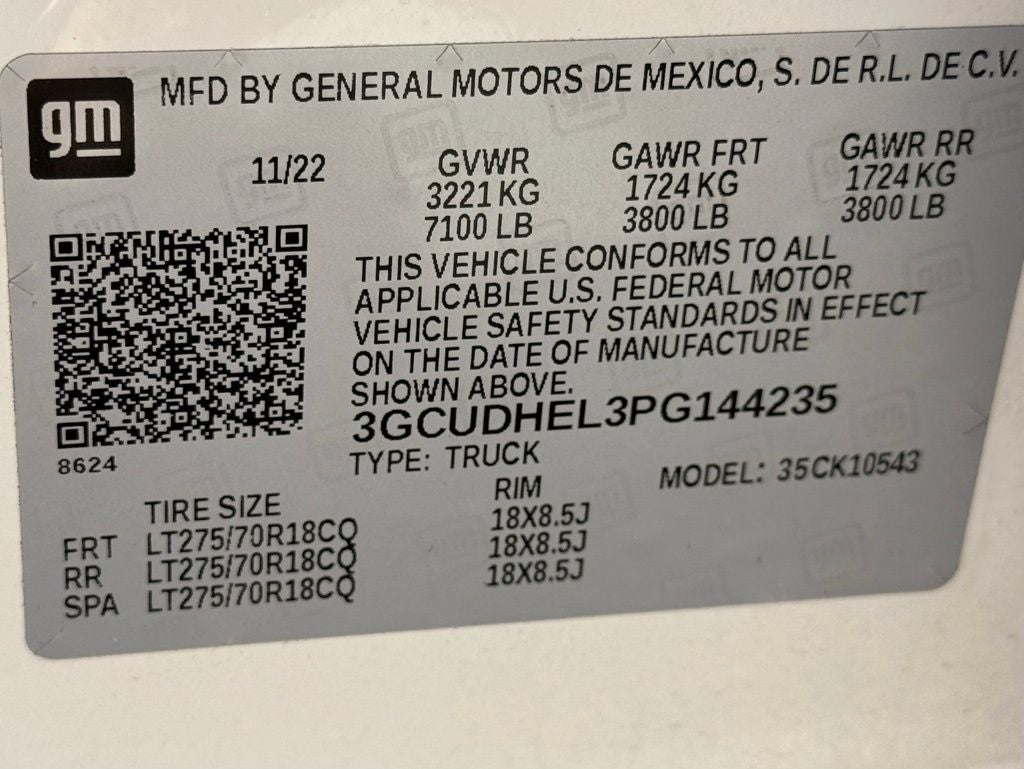 gm
MFD BY GENERAL MOTORS DE MEXICO, S. DE R.L. DE C.V.
11/22
GVWR GAWR FRT GAWR RR
3221 KG 1724 KG 1724 KG
7100 LB 3800 LB 3800 LB
THIS VEHICLE CONFORMS TO ALL
APPLICABLE U.S. FEDERAL MOTOR
VEHICLE SAFETY STANDARDS IN EFFECT
ON THE DATE OF MANUFACTURE
SHOWN ABOVE.
3GCUDHEL3PG144235
8624
TYPE: TRUCK MODEL: 35CK10543
TIRE SIZE RIM
FRT LT275/70R18CQ 18X8.5J
RR LT275/70R18CQ 18X8.5J
SPA LT275/70R18CQ 18X8.5J